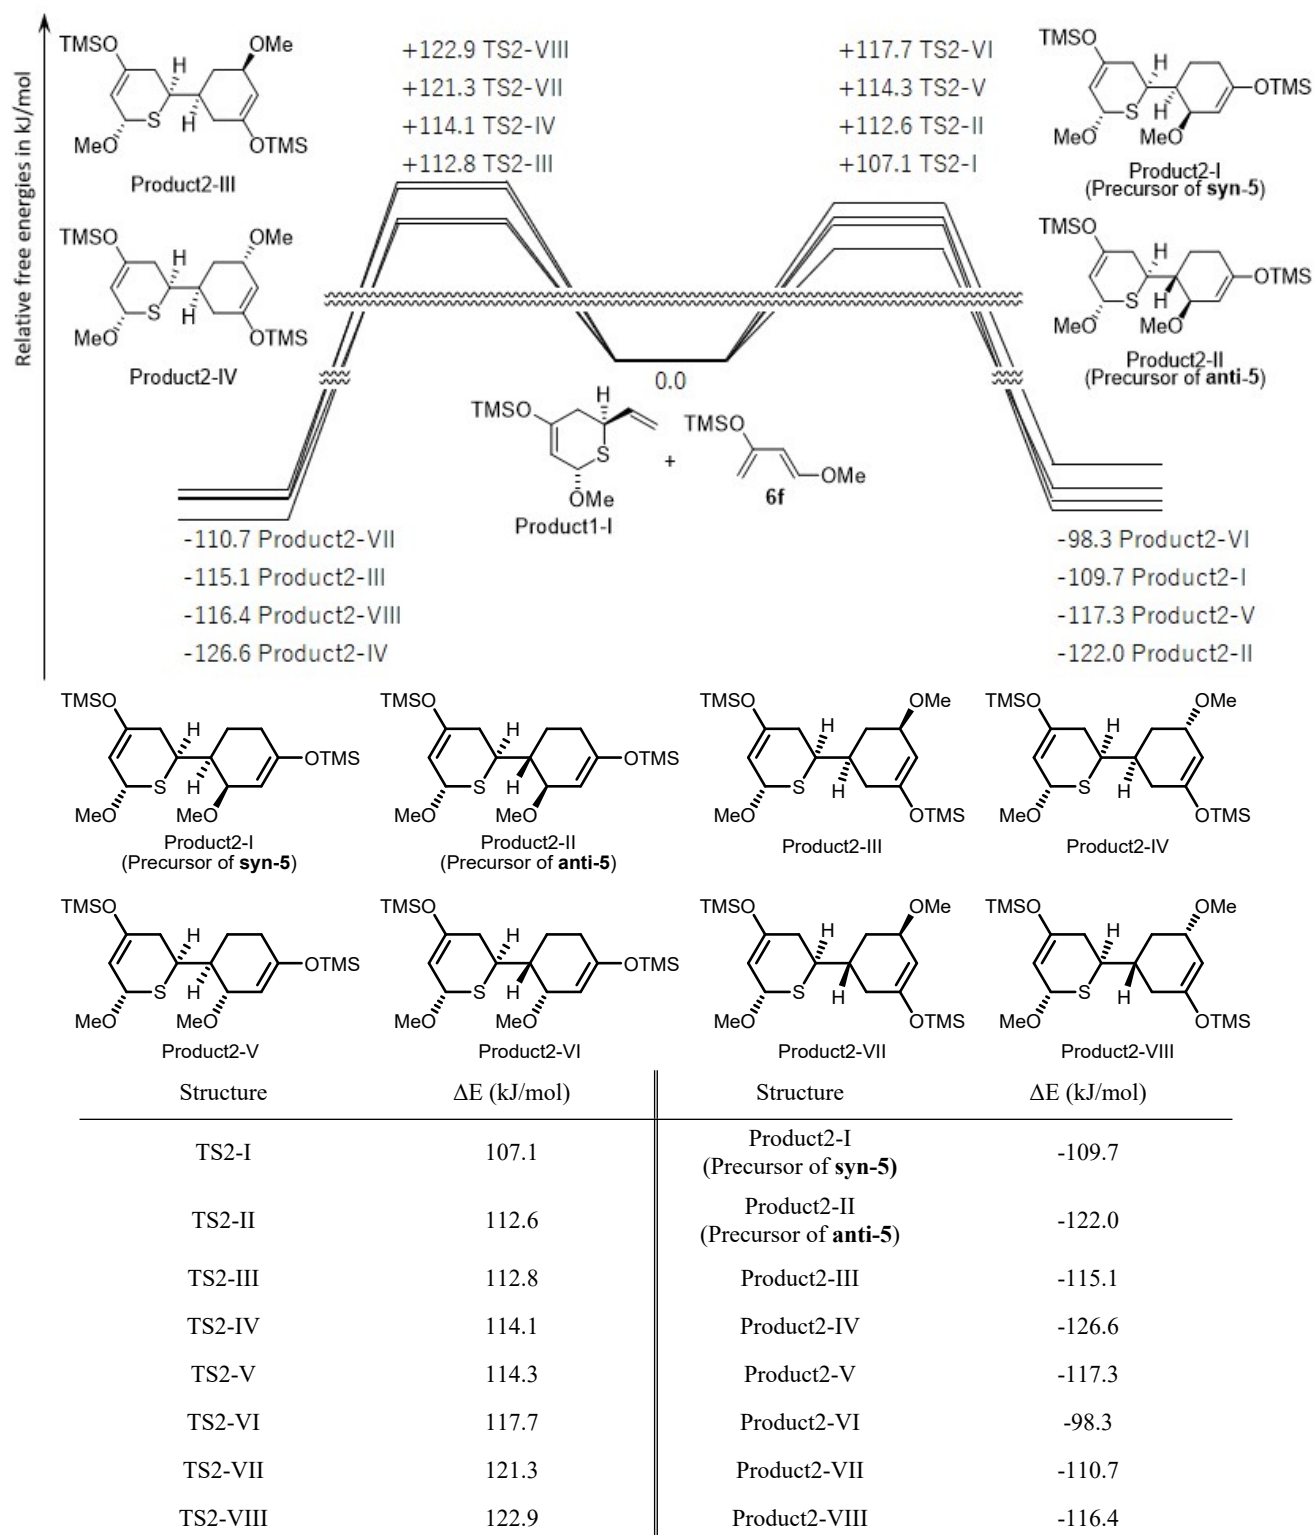 Relative free energies in kJ/mol
TMSO
OMe
H
S
H
MeO
OTMS
Product2-III
TMSO
OMe
H
S
H
MeO
OTMS
Product2-IV
+122.9 TS2-VIII
+121.3 TS2-VII
+114.1 TS2-IV
+112.8 TS2-III
+117.7 TS2-VI
+114.3 TS2-V
+112.6 TS2-II
+107.1 TS2-I
TMSO
H
OTMS
S
H
MeO
MeO
Product2-I
(Precursor of syn-5)
TMSO
H
OTMS
S
H
MeO
MeO
Product2-II
(Precursor of anti-5)
0.0
H
TMSO
S
OMe
Product1-I
+
TMSO
OMe
6f
-110.7 Product2-VII
-115.1 Product2-III
-116.4 Product2-VIII
-126.6 Product2-IV
-98.3 Product2-VI
-109.7 Product2-I
-117.3 Product2-V
-122.0 Product2-II
TMSO
H
OTMS
S
H
MeO
MeO
Product2-I
(Precursor of syn-5)
TMSO
H
OTMS
S
H
MeO
MeO
Product2-II
(Precursor of anti-5)
TMSO
OMe
H
S
H
MeO
OTMS
Product2-III
TMSO
OMe
H
S
H
MeO
OTMS
Product2-IV
TMSO
H
OTMS
S
H
MeO
MeO
Product2-V
TMSO
H
OTMS
S
H
MeO
MeO
Product2-VI
TMSO
OMe
H
S
H
MeO
OTMS
Product2-VII
TMSO
OMe
H
S
H
MeO
OTMS
Product2-VIII
Structure ΔE (kJ/mol) Structure ΔE (kJ/mol)
TS2-I 107.1 Product2-I -109.7
(Precursor of syn-5)
TS2-II 112.6 Product2-II -122.0
(Precursor of anti-5)
TS2-III 112.8 Product2-III -115.1
TS2-IV 114.1 Product2-IV -126.6
TS2-V 114.3 Product2-V -117.3
TS2-VI 117.7 Product2-VI -98.3
TS2-VII 121.3 Product2-VII -110.7
TS2-VIII 122.9 Product2-VIII -116.4